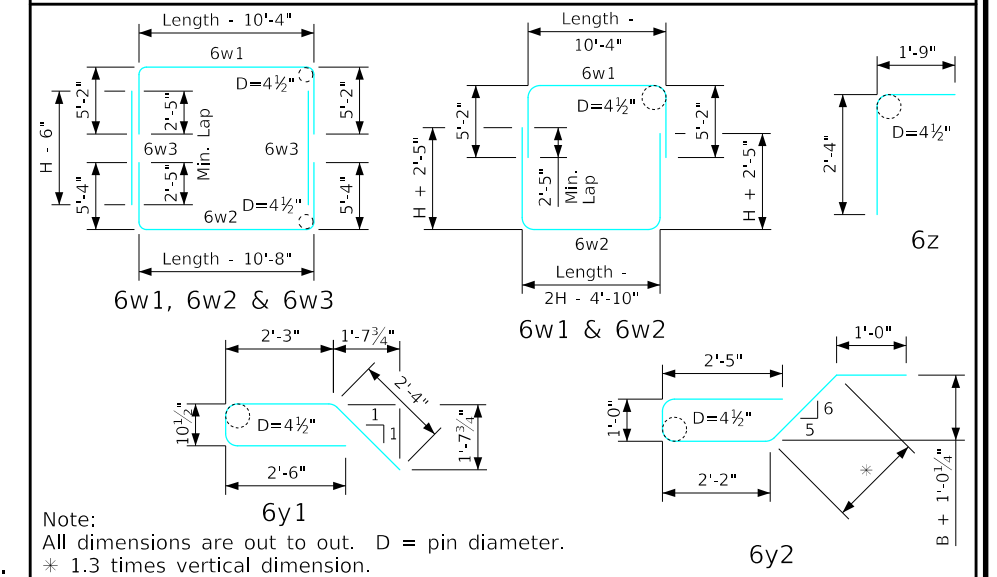 Length - 10'-4"
6w1
D=4½"
5'-2"
2'-5"
Min. Lap
5'-2"
H - 6"
6w3
6w3
5'-4"
2'-5"
D=4½"
5'-4"
6w2
Length - 10'-8"
6w1, 6w2 & 6w3
Length -
10'-4"
6w1
D=4½"
5'-2"
5'-2"
H + 2'-5"
2'-5"
Min.
Lap
H + 2'-5"
6w2
Length -
2H - 4'-10"
6w1 & 6w2
1'-9"
D=4½"
2'-4"
6z
2'-3"
1'-7¾"
2'-4"
10½"
D=4½"
1
1
1'-7¾"
2'-6"
6y1
1'-0"
2'-5"
1'-0"
D=4½"
6
5
2'-2"
*
B + 1'-0¼"
6y2
Note:
All dimensions are out to out. D = pin diameter.
* 1.3 times vertical dimension.